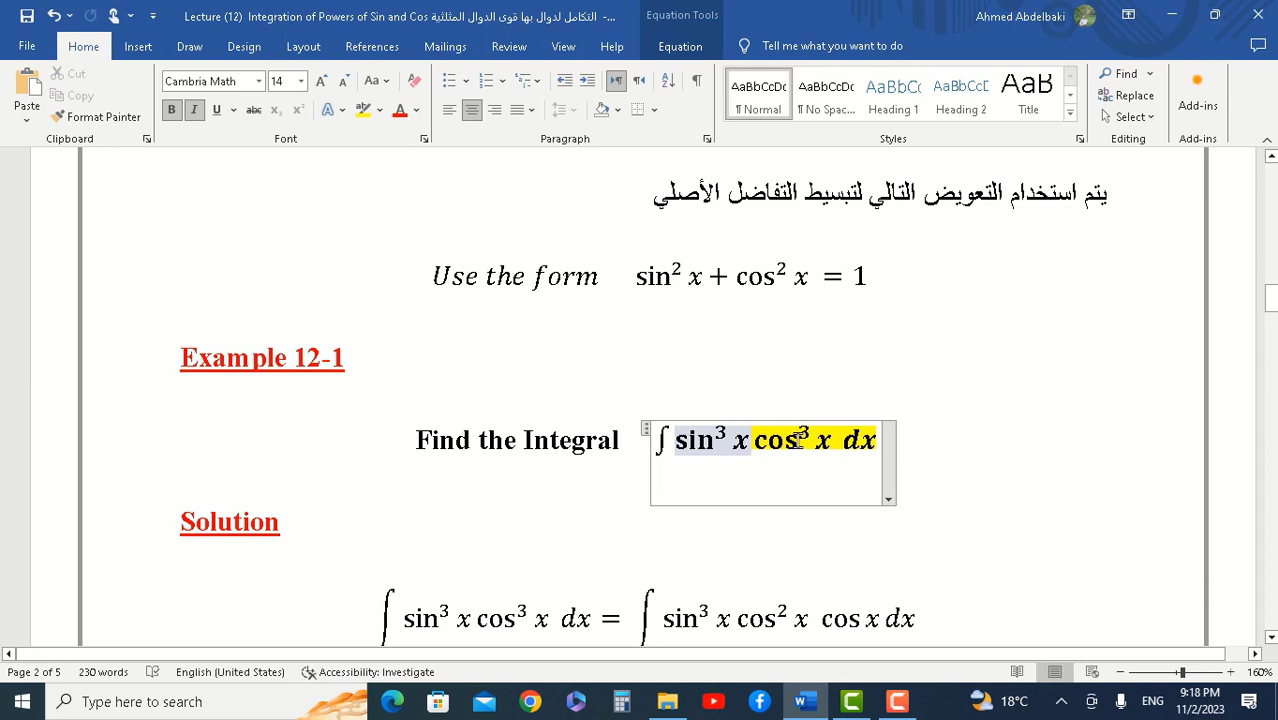 Lecture (12) Integration of Powers of Sin and Cos التكامل لدوال بها قوى الدوال المثلثية -...
Equation Tools
Ahmed Abdelbaki
File Home Insert Draw Design Layout References Mailings Review View Help Equation Tell me what you want to do
Paste
Cut
Copy
Format Painter
Cambria Math 14
B I U abc
AaBbCcDc ¶ Normal
AaBbCcDc ¶ No Spac...
AaBbCc Heading 1
AaBbCcD Heading 2
AaB Title
Find
Replace
Select
Add-ins
Clipboard Font Paragraph Styles Editing Add-ins
يتم استخدام التعويض التالي لتبسيط التفاضل الأصلي
Use the form sin² x + cos² x = 1
Example 12-1
Find the Integral ∫ sin³ x cos³ x dx
Solution
∫ sin³ x cos³ x dx = ∫ sin³ x cos² x cos x dx
Page 2 of 5 230 words English (United States) Accessibility: Investigate 160%
Type here to search
18°C ENG 9:18 PM 11/2/2023